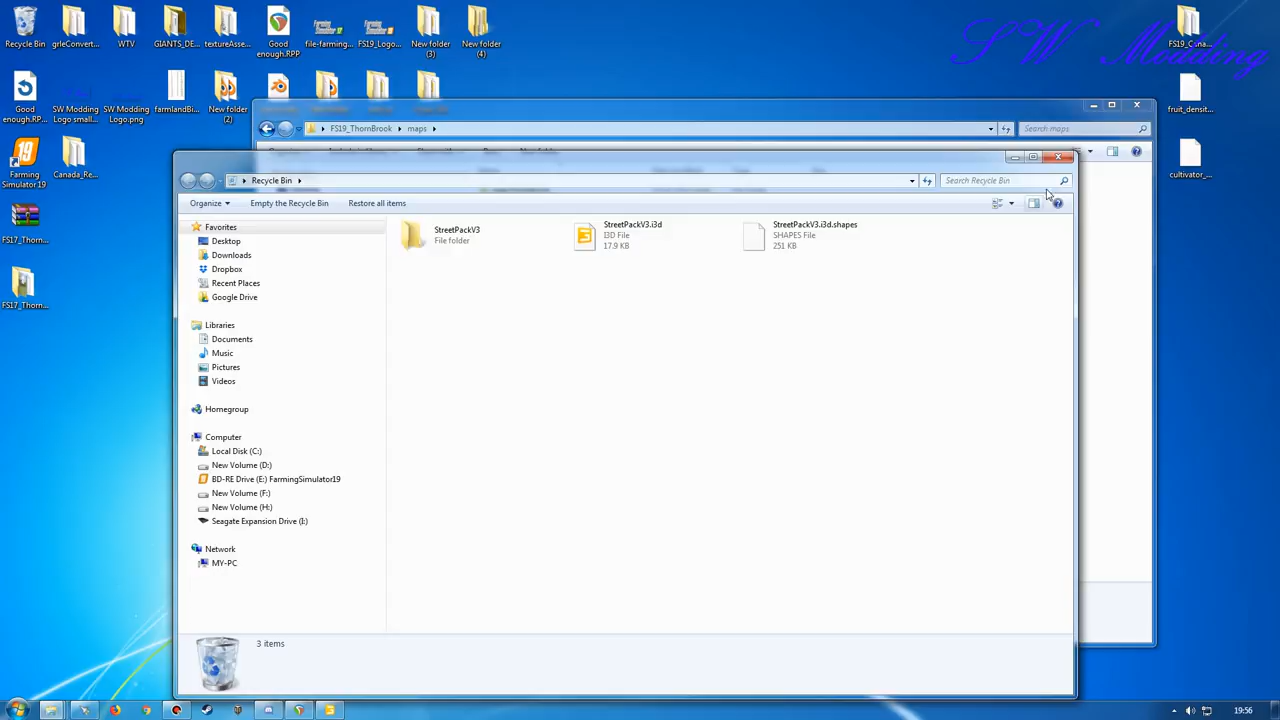 Recycle Bin
grleConvert...
WTV
GIANTS_DE...
textureAsse...
Good enough.RPP
file-farming...
FS19_Logo...
New folder (3)
New folder (4)
SW Modding
FS19_Cana...
Good enough.RP...
SW Modding Logo small...
SW Modding Logo.png
farmlandBi...
New folder (2)
fruit_densit...
Farming Simulator 19
Canada_Re...
cultivator_...
FS17_Thorn...
FS17_Thorn...
FS19_ThornBrook
maps
Search maps
Recycle Bin
Search Recycle Bin
Organize
Empty the Recycle Bin
Restore all items
Favorites
Desktop
Downloads
Dropbox
Recent Places
Google Drive
Libraries
Documents
Music
Pictures
Videos
Homegroup
Computer
Local Disk (C:)
New Volume (D:)
BD-RE Drive (E:) FarmingSimulator19
New Volume (F:)
New Volume (H:)
Seagate Expansion Drive (I:)
Network
MY-PC
StreetPackV3
File folder
StreetPackV3.i3d
I3D File
17.9 KB
StreetPackV3.i3d.shapes
SHAPES File
251 KB
3 items
19:56